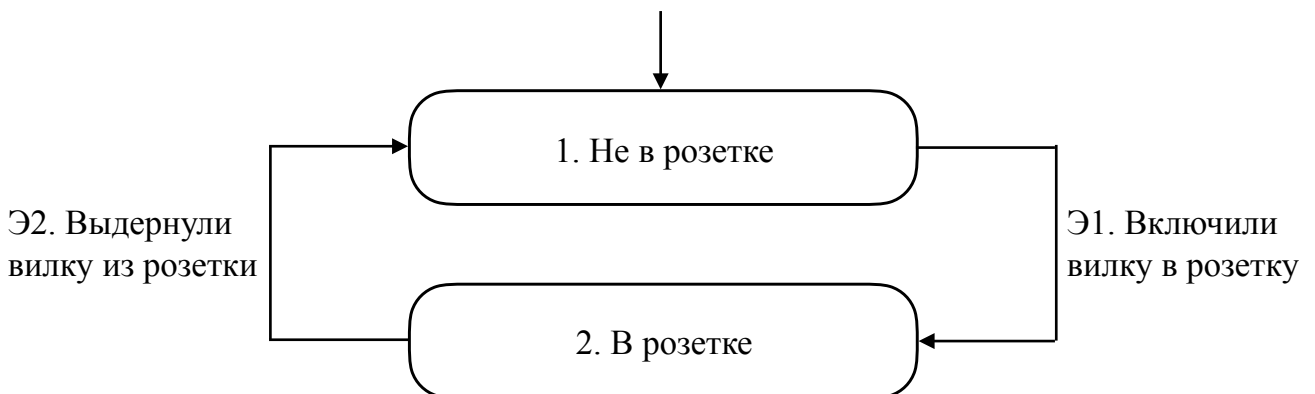 1. Не в розетке
Э2. Выдернули
вилку из розетки
Э1. Включили
вилку в розетку
2. В розетке